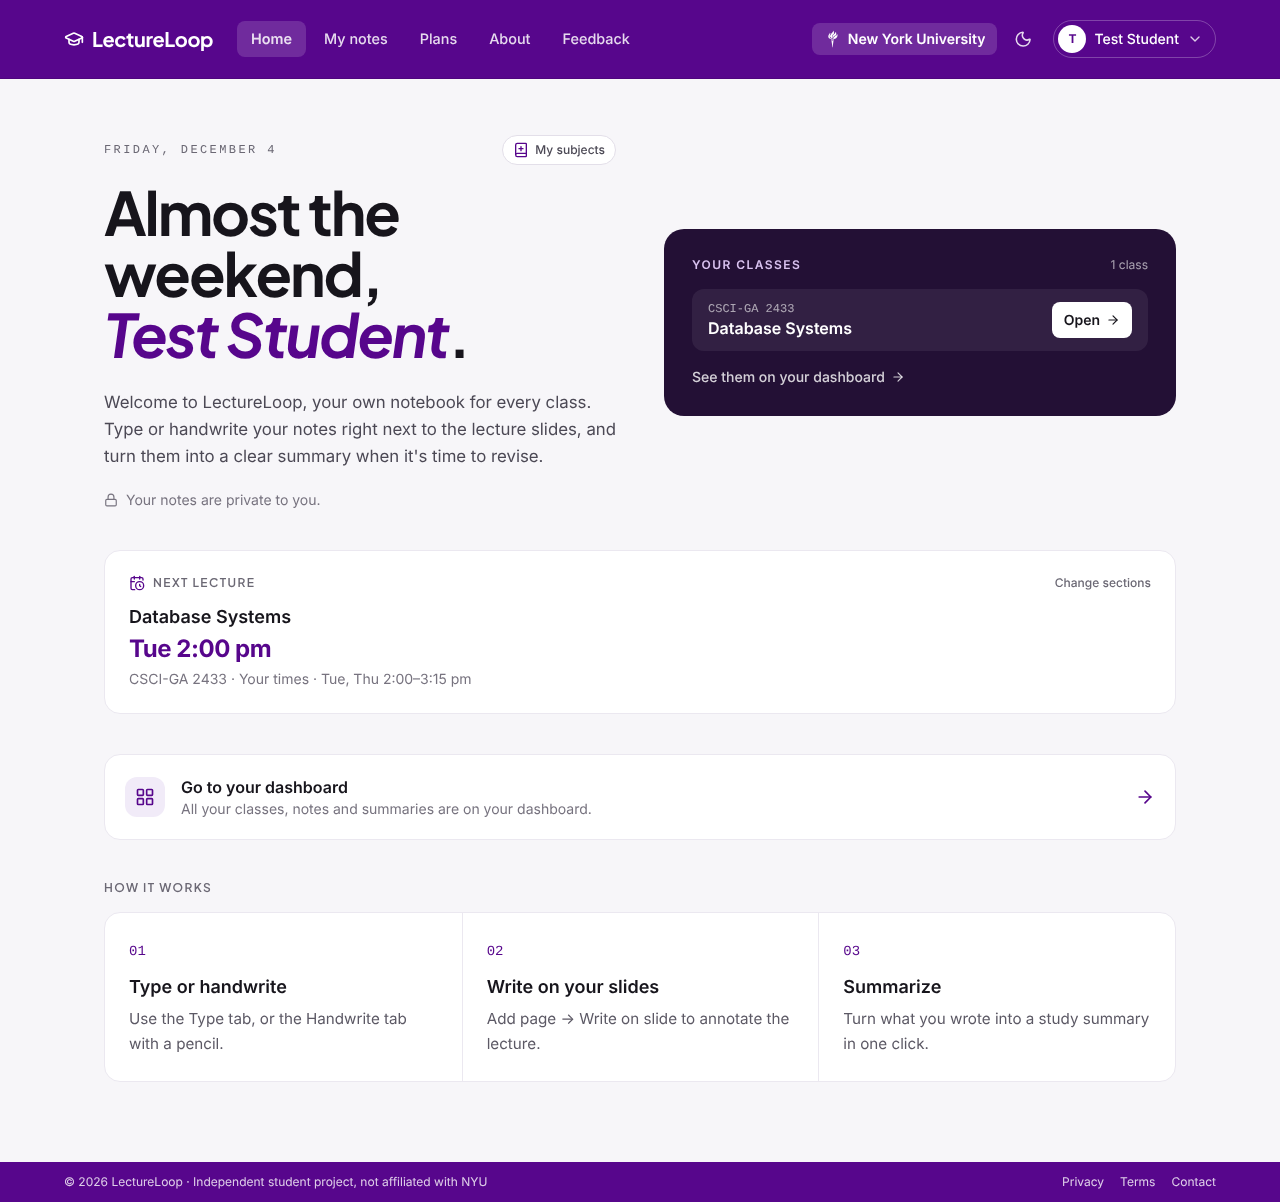 LectureLoop
Home
My notes
Plans
About
Feedback
New York University
T
Test Student
FRIDAY, DECEMBER 4
My subjects
Almost the
weekend,
Test Student.
Welcome to LectureLoop, your own notebook for every class.
Type or handwrite your notes right next to the lecture slides, and
turn them into a clear summary when it's time to revise.
Your notes are private to you.
YOUR CLASSES
1 class
CSCI-GA 2433
Database Systems
Open →
See them on your dashboard →
NEXT LECTURE
Change sections
Database Systems
Tue 2:00 pm
CSCI-GA 2433 · Your times · Tue, Thu 2:00–3:15 pm
Go to your dashboard
All your classes, notes and summaries are on your dashboard.
HOW IT WORKS
01
Type or handwrite
Use the Type tab, or the Handwrite tab
with a pencil.
02
Write on your slides
Add page → Write on slide to annotate the
lecture.
03
Summarize
Turn what you wrote into a study summary
in one click.
© 2026 LectureLoop · Independent student project, not affiliated with NYU
Privacy
Terms
Contact